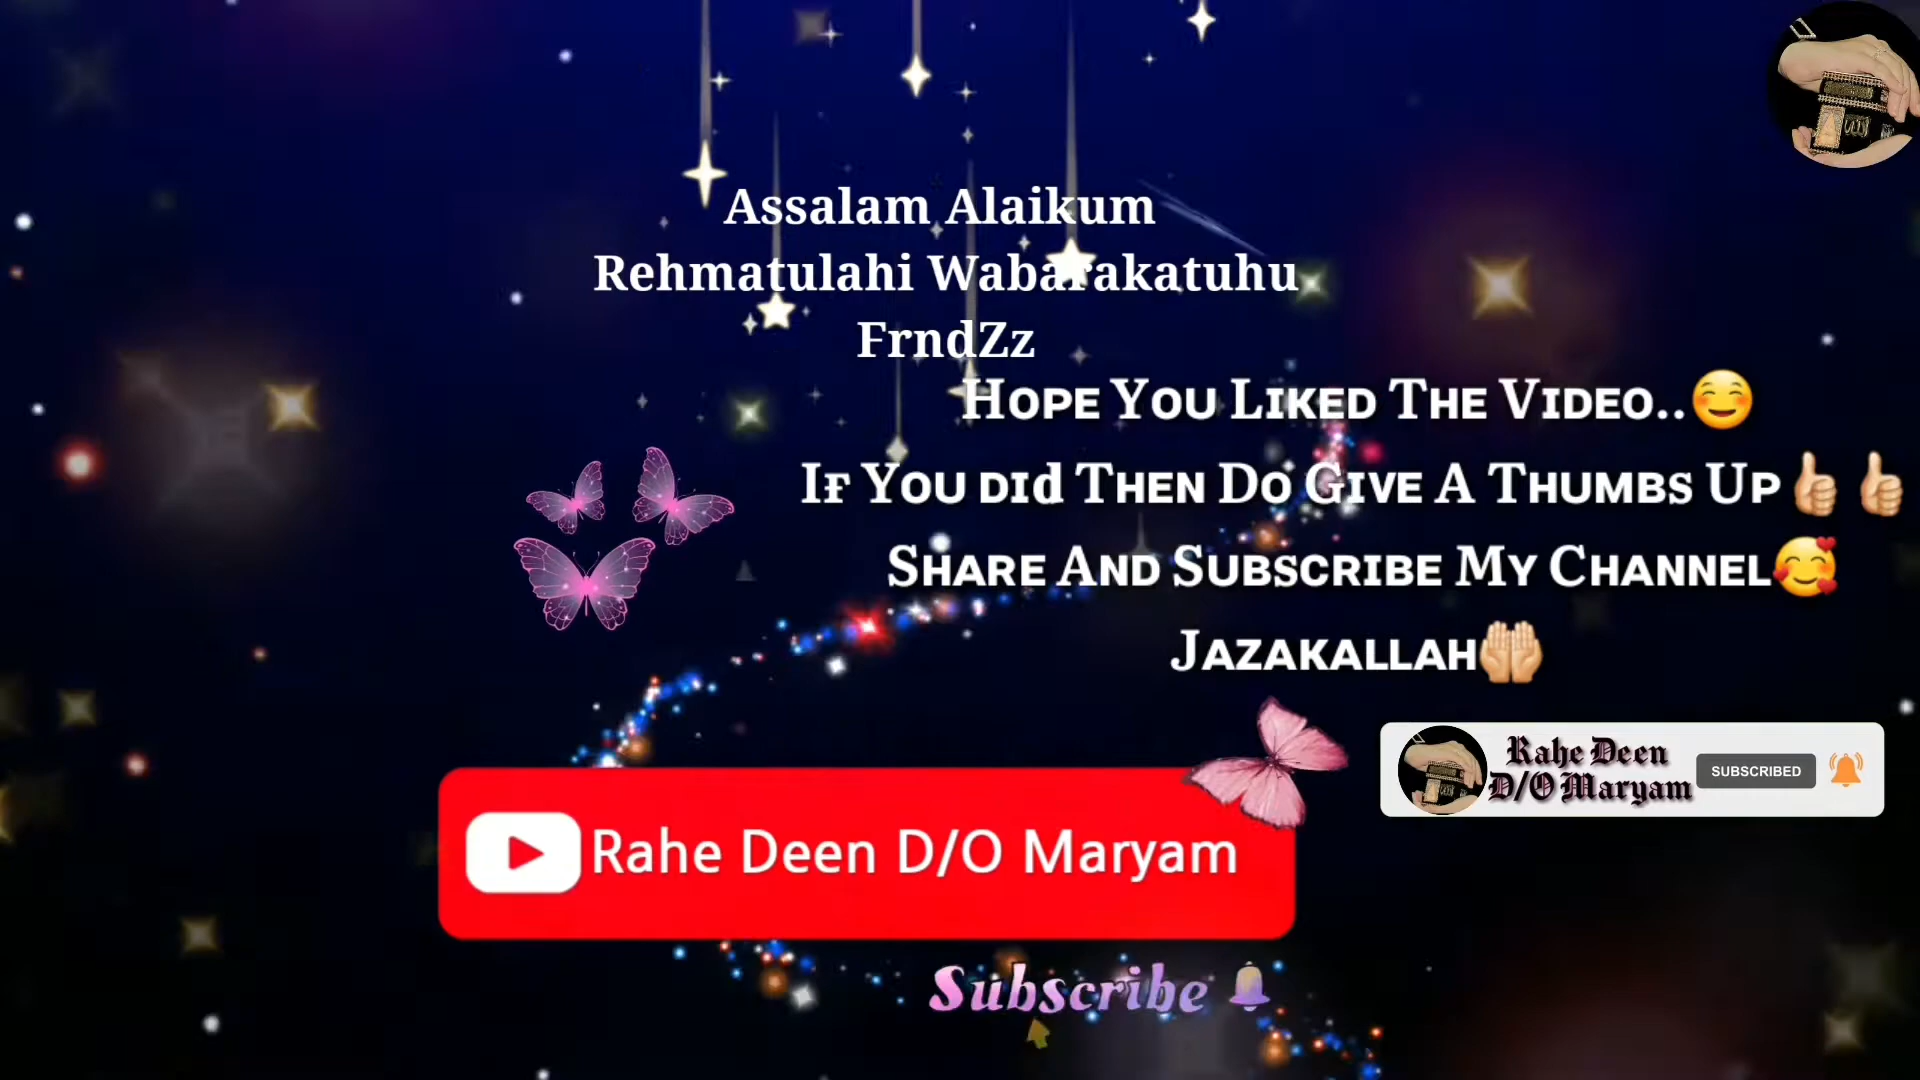 Assalam Alaikum
Rehmatulahi Wabarakatuhu
FrndZz
Hope You Liked The Video..😊
If You did Then Do Give A Thumbs Up👍🏻 👍🏻
Share And Subscribe My Channel🥰
Jazakallah🤲🏻
Rahe Deen
D/O Maryam
SUBSCRIBED
Rahe Deen D/O Maryam
Subscribe